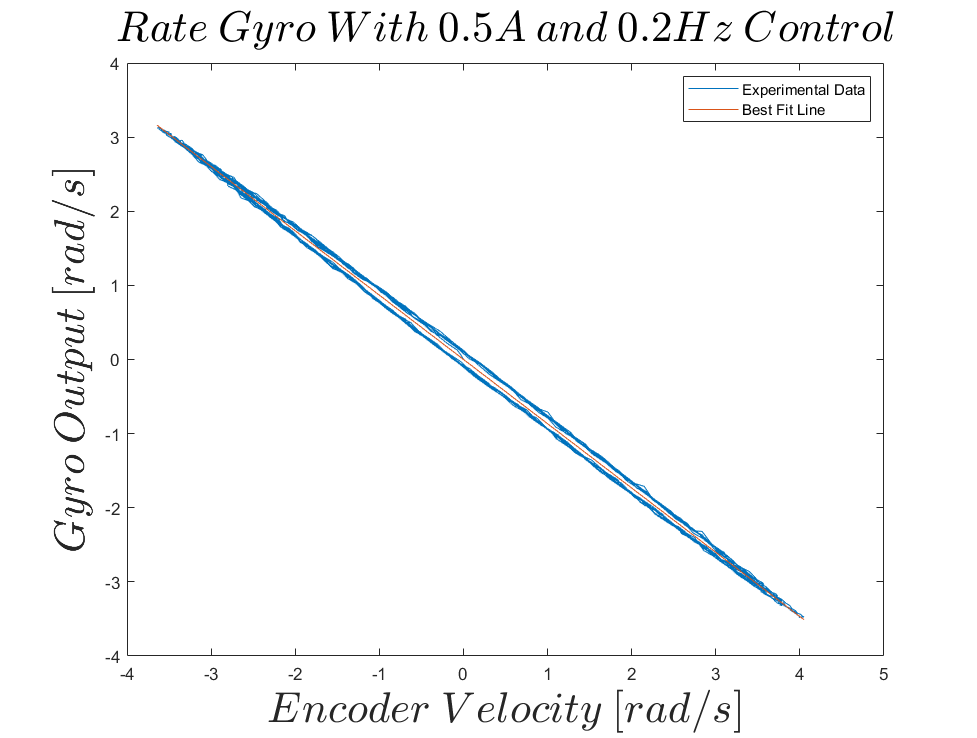 Rate Gyro With 0.5A and 0.2Hz Control
Experimental Data
Best Fit Line
4
3
2
1
0
-1
-2
-3
-4
Gyro Output [rad/s]
-4 -3 -2 -1 0 1 2 3 4 5
Encoder Velocity [rad/s]